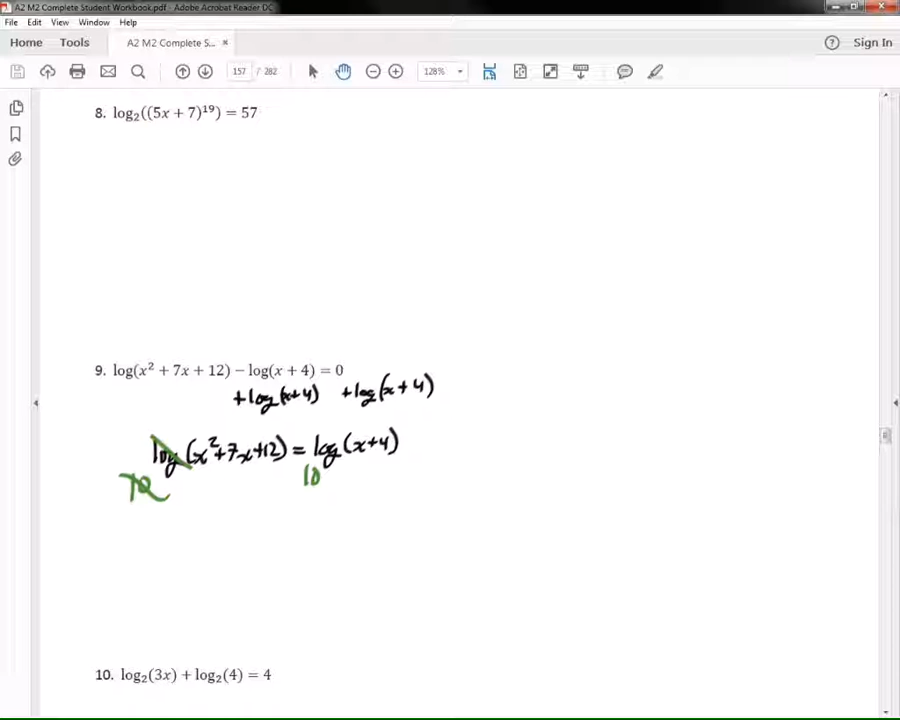 A2 M2 Complete Student Workbook.pdf - Adobe Acrobat Reader DC
File Edit View Window Help
Home Tools A2 M2 Complete S... × Sign In
157 / 282 128%
8. log₂((5x + 7)¹⁹) = 57
9. log(x² + 7x + 12) − log(x + 4) = 0
+log(x+4) +log(x+4)
log(x²+7x+12) = log(x+4)
10 10
10. log₂(3x) + log₂(4) = 4